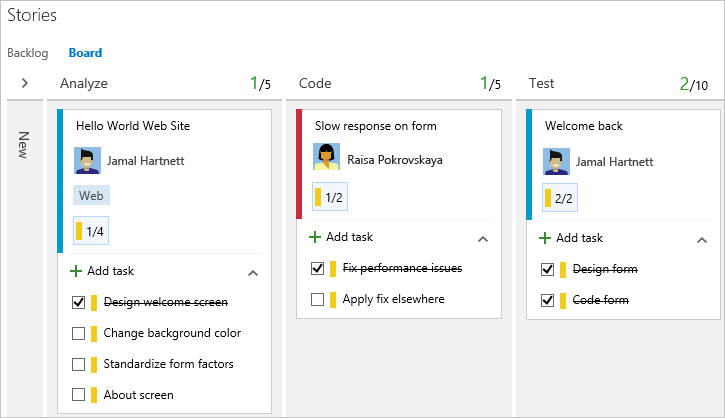 Stories
Backlog Board
New
Analyze 1/5
Hello World Web Site
Jamal Hartnett
Web
1/4
Add task
Design welcome screen
Change background color
Standardize form factors
About screen
Code 1/5
Slow response on form
Raisa Pokrovskaya
1/2
Add task
Fix performance issues
Apply fix elsewhere
Test 2/10
Welcome back
Jamal Hartnett
2/2
Add task
Design form
Code form